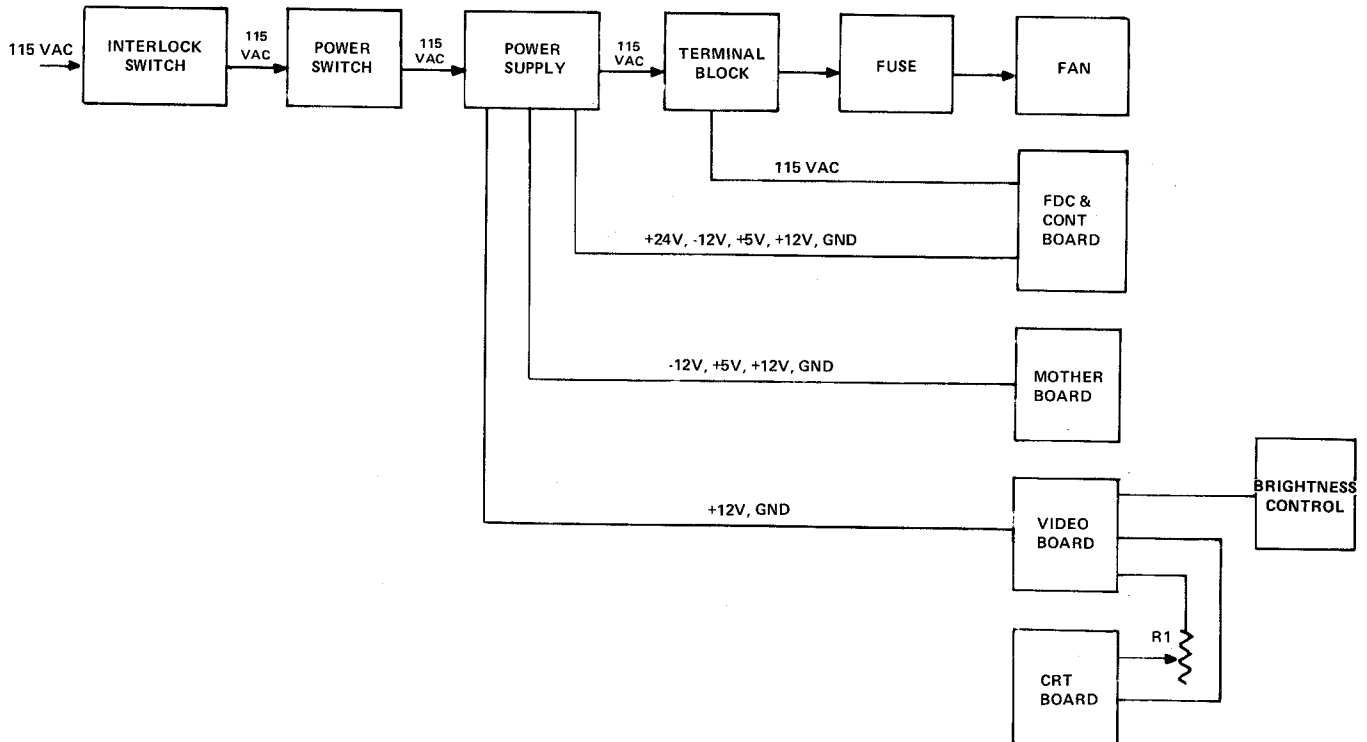 115 VAC
INTERLOCK
SWITCH
115
VAC
POWER
SWITCH
115
VAC
POWER
SUPPLY
115
VAC
TERMINAL
BLOCK
FUSE
FAN
115 VAC
FDC &
CONT
BOARD
+24V, -12V, +5V, +12V, GND
-12V, +5V, +12V, GND
MOTHER
BOARD
+12V, GND
VIDEO
BOARD
BRIGHTNESS
CONTROL
R1
CRT
BOARD